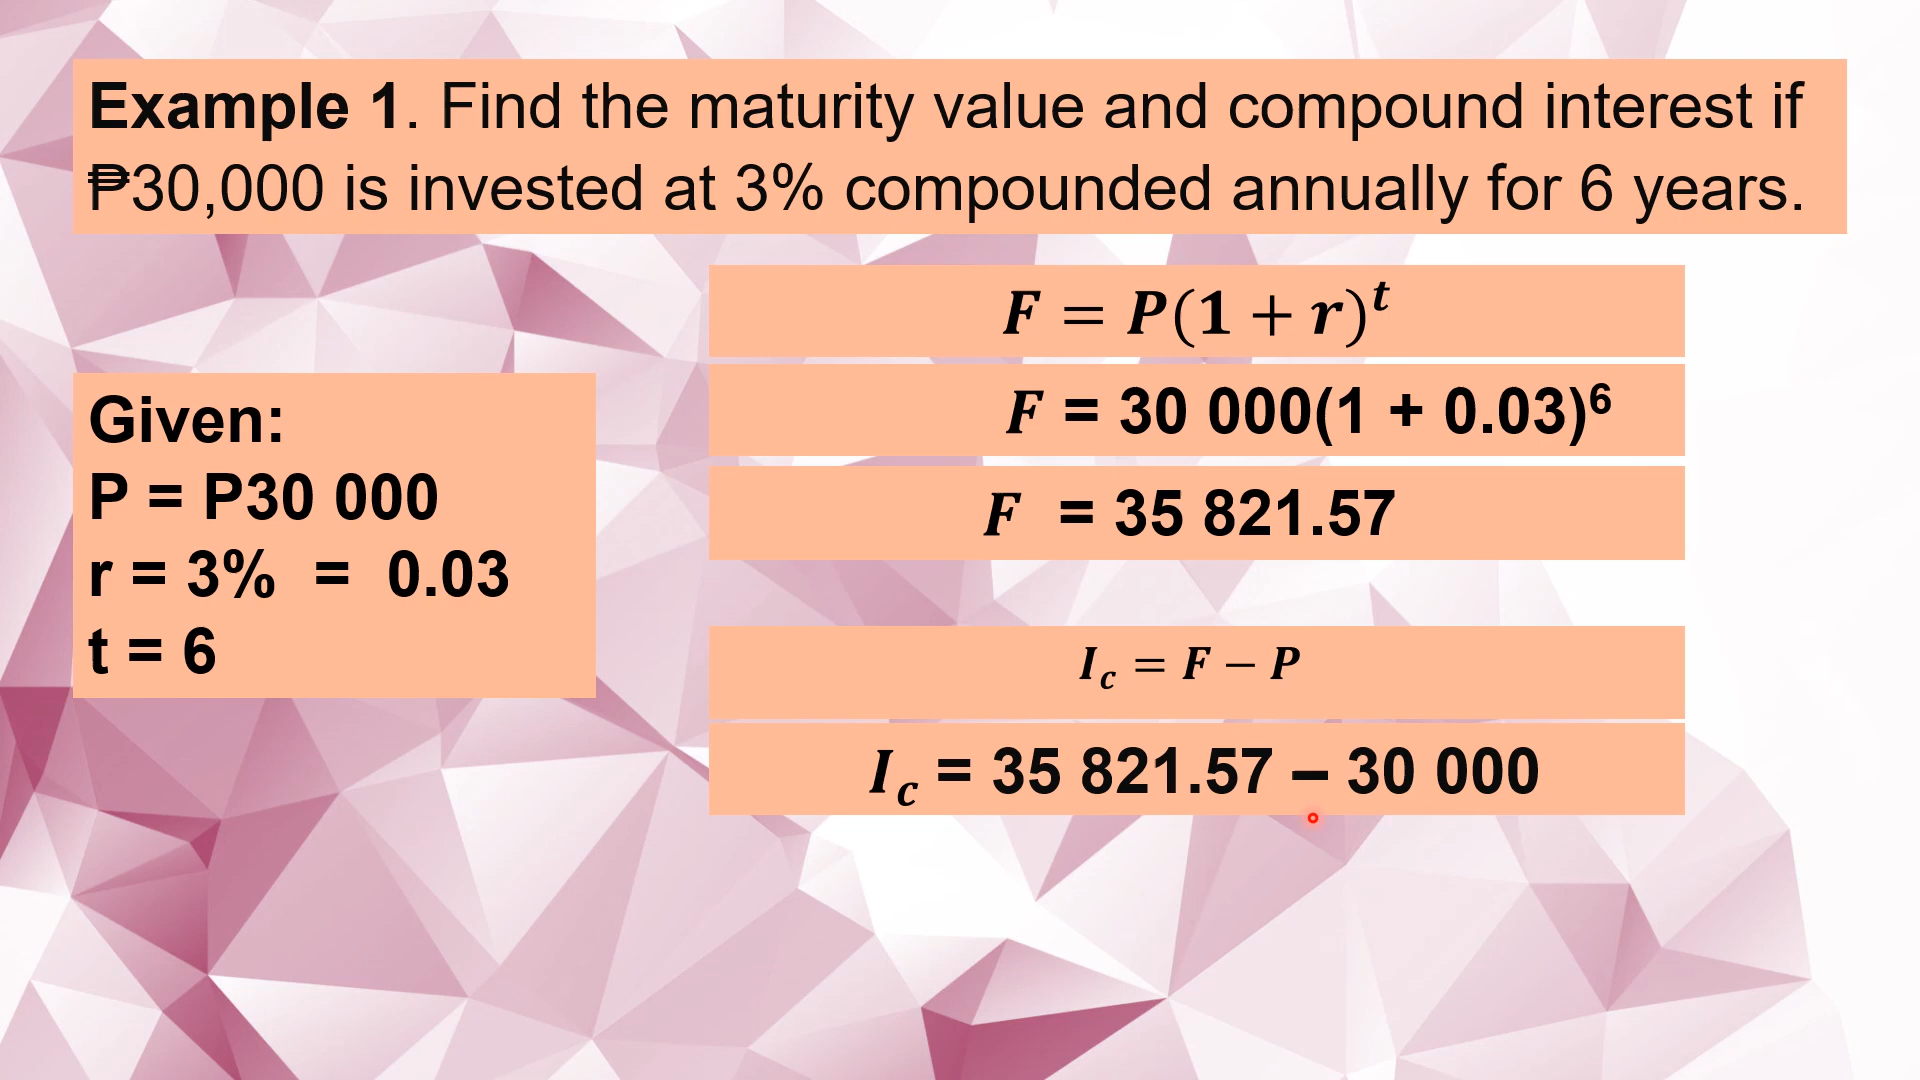 Example 1. Find the maturity value and compound interest if
₱30,000 is invested at 3% compounded annually for 6 years.
Given:
P = P30 000
r = 3% = 0.03
t = 6
𝑭 = 𝑷(𝟏 + 𝒓)ᵗ
𝑭 = 30 000(1 + 0.03)⁶
𝑭 = 35 821.57
𝑰𝒄 = 𝑭 − 𝑷
𝑰𝒄 = 35 821.57 – 30 000